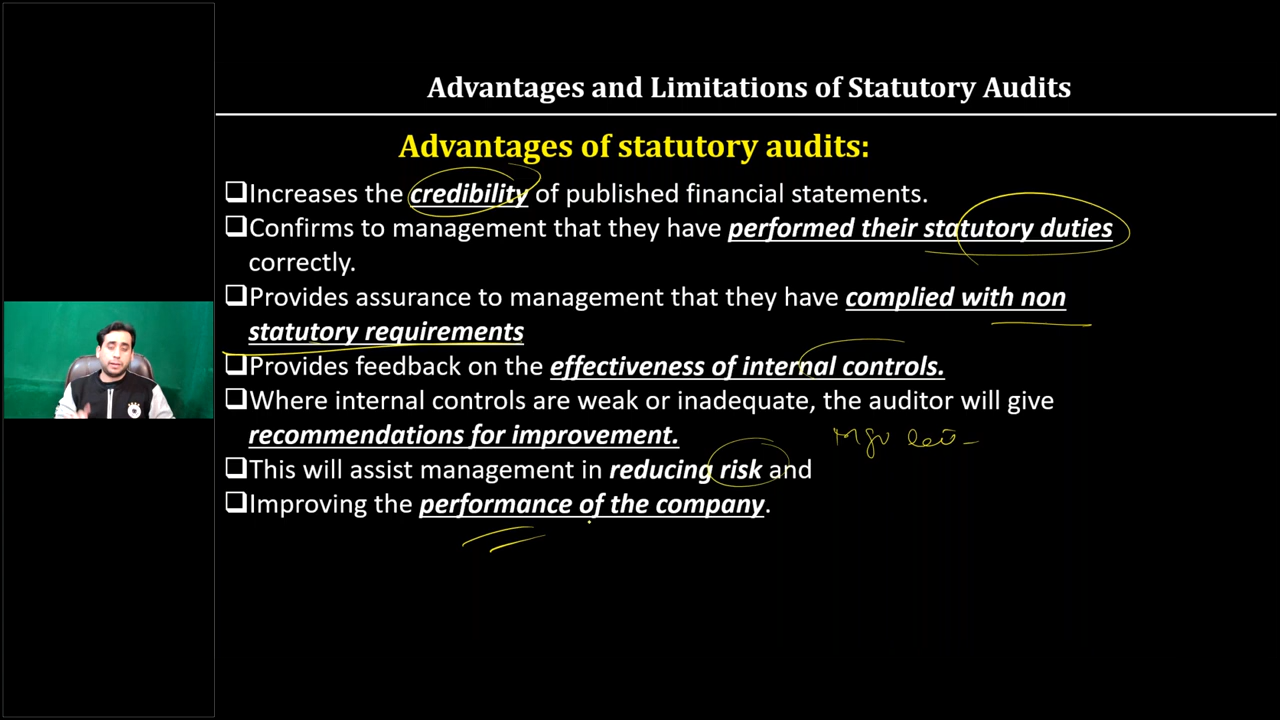 Advantages and Limitations of Statutory Audits
Advantages of statutory audits:
Increases the credibility of published financial statements.
Confirms to management that they have performed their statutory duties
correctly.
Provides assurance to management that they have complied with non
statutory requirements
Provides feedback on the effectiveness of internal controls.
Where internal controls are weak or inadequate, the auditor will give
recommendations for improvement.
This will assist management in reducing risk and
Improving the performance of the company.